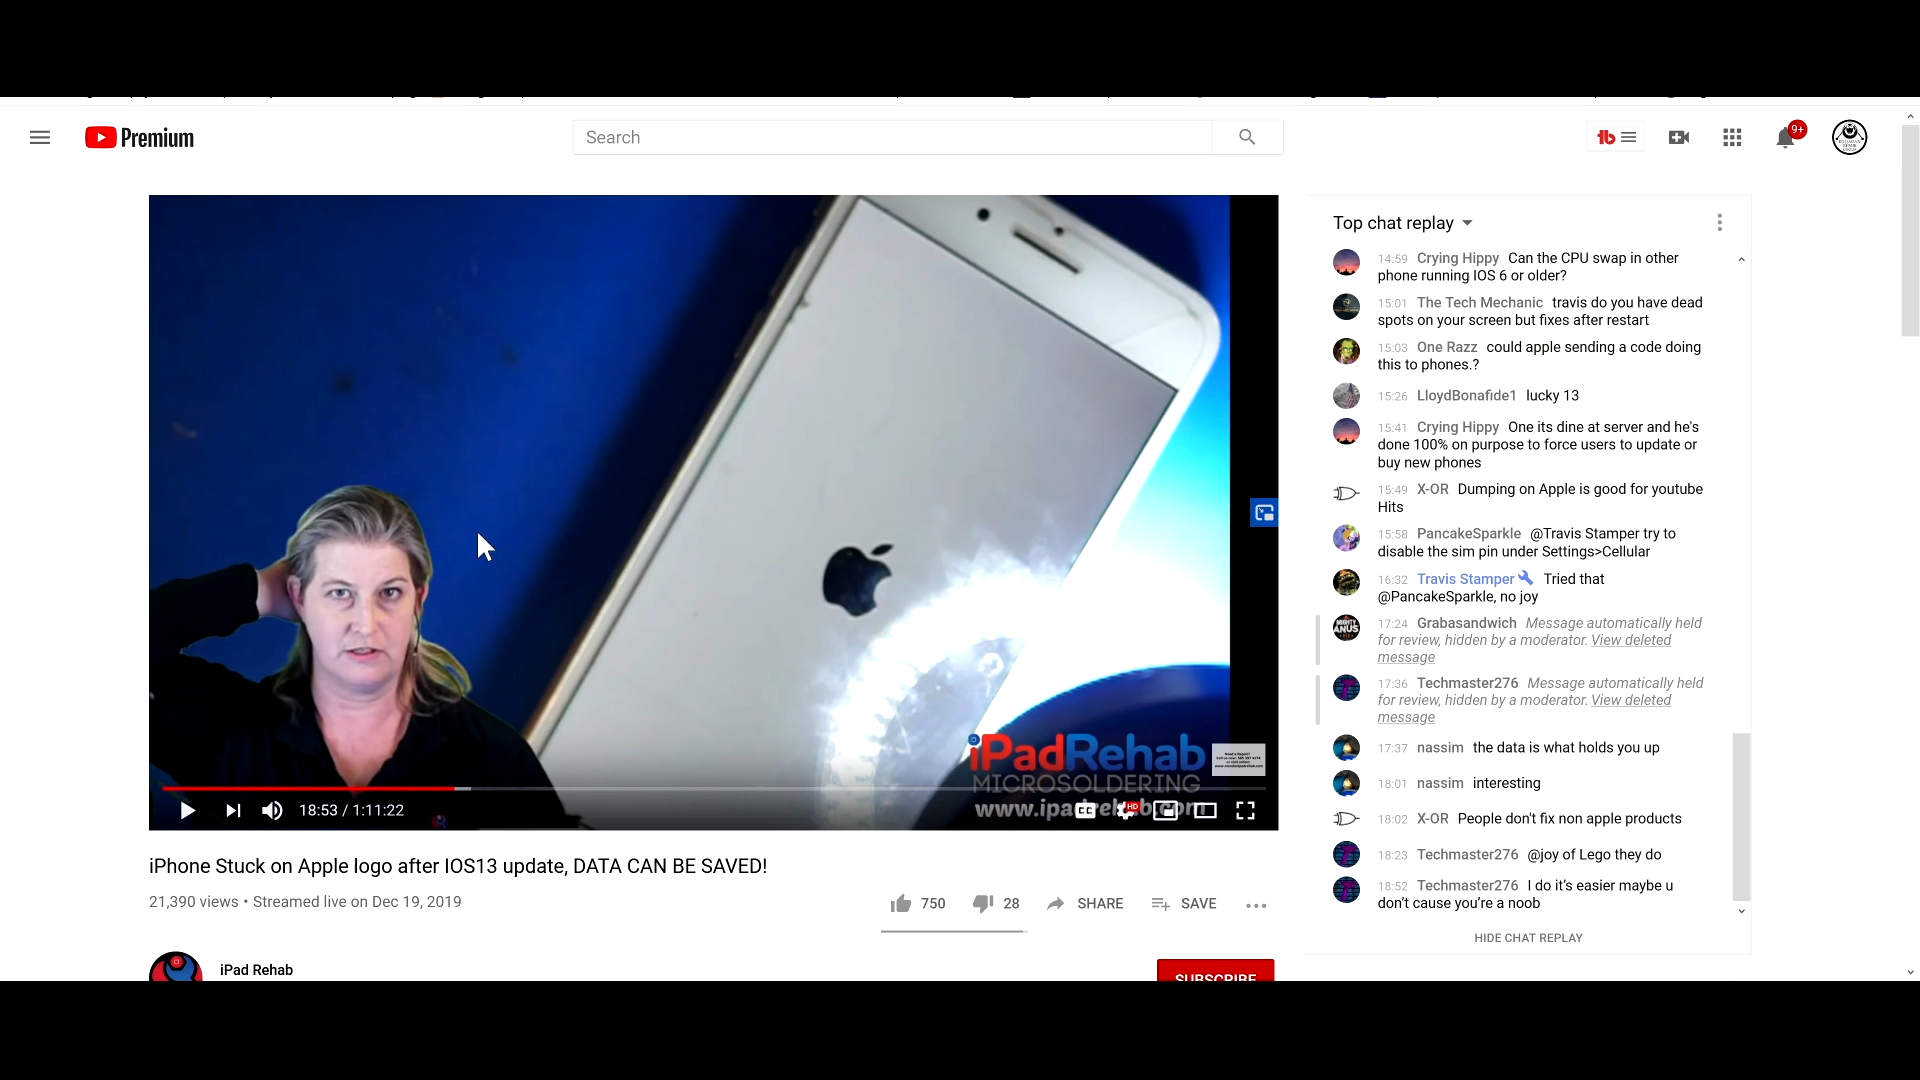 Premium
Search
9+
Top chat replay
14:59 Crying Hippy Can the CPU swap in other
phone running IOS 6 or older?
15:01 The Tech Mechanic travis do you have dead
spots on your screen but fixes after restart
15:03 One Razz could apple sending a code doing
this to phones.?
15:26 LloydBonafide1 lucky 13
15:41 Crying Hippy One its dine at server and he's
done 100% on purpose to force users to update or
buy new phones
15:49 X-OR Dumping on Apple is good for youtube
Hits
15:58 PancakeSparkle @Travis Stamper try to
disable the sim pin under Settings>Cellular
16:32 Travis Stamper Tried that
@PancakeSparkle, no joy
17:24 Grabasandwich Message automatically held
for review, hidden by a moderator. View deleted
message
17:36 Techmaster276 Message automatically held
for review, hidden by a moderator. View deleted
message
17:37 nassim the data is what holds you up
18:01 nassim interesting
18:02 X-OR People don't fix non apple products
18:23 Techmaster276 @joy of Lego they do
18:52 Techmaster276 I do it's easier maybe u
don't cause you're a noob
HIDE CHAT REPLAY
iPadRehab
MICROSOLDERING
www.ipadrehab.com
18:53 / 1:11:22
CC
HD
iPhone Stuck on Apple logo after IOS13 update, DATA CAN BE SAVED!
21,390 views • Streamed live on Dec 19, 2019
750
28
SHARE
SAVE
iPad Rehab
SUBSCRIBE